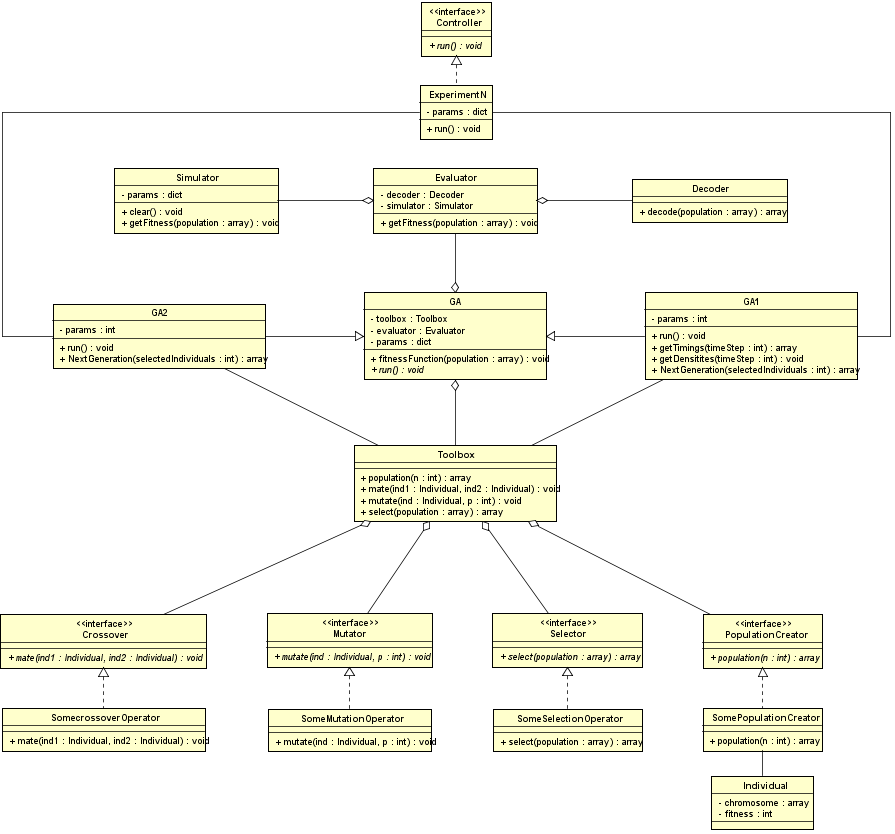 <<interface>>
Controller
+ run() : void
ExperimentN
- params : dict
+ run() : void
Simulator
- params : dict
+ clear() : void
+ getFitness(population : array) : void
Evaluator
- decoder : Decoder
- simulator : Simulator
+ getFitness(population : array) : void
Decoder
+ decode(population : array) : array
GA2
- params : int
+ run() : void
+ NextGeneration(selectedIndividuals : int) : array
GA
- toolbox : Toolbox
- evaluator : Evaluator
- params : dict
+ fitnessFunction(population : array) : void
+ run() : void
GA1
- params : int
+ run() : void
+ getTimings(timeStep : int) : array
+ getDensitites(timeStep : int) : void
+ NextGeneration(selectedIndividuals : int) : array
Toolbox
+ population(n : int) : array
+ mate(ind1 : Individual, ind2 : Individual) : void
+ mutate(ind : Individual, p : int) : void
+ select(population : array) : array
<<interface>>
Crossover
+ mate(ind1 : Individual, ind2 : Individual) : void
<<interface>>
Mutator
+ mutate(ind : Individual, p : int) : void
<<interface>>
Selector
+ select(population : array) : array
<<interface>>
PopulationCreator
+ population(n : int) : array
SomecrossoverOperator
+ mate(ind1 : Individual, ind2 : Individual) : void
SomeMutationOperator
+ mutate(ind : Individual, p : int) : void
SomeSelectionOperator
+ select(population : array) : array
SomePopulationCreator
+ population(n : int) : array
Individual
- chromosome : array
- fitness : int